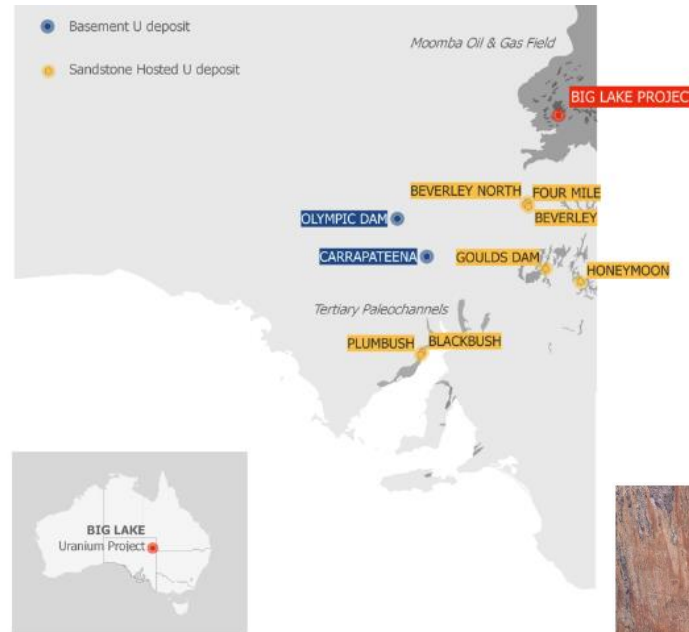 Basement U deposit
Sandstone Hosted U deposit
Moomba Oil & Gas Field
BIG LAKE PROJEC
BEVERLEY NORTH
FOUR MILE
BEVERLEY
OLYMPIC DAM
CARRAPATEENA
GOULDS DAM
HONEYMOON
Tertiary Paleochannels
PLUMBUSH
BLACKBUSH
BIG LAKE
Uranium Project